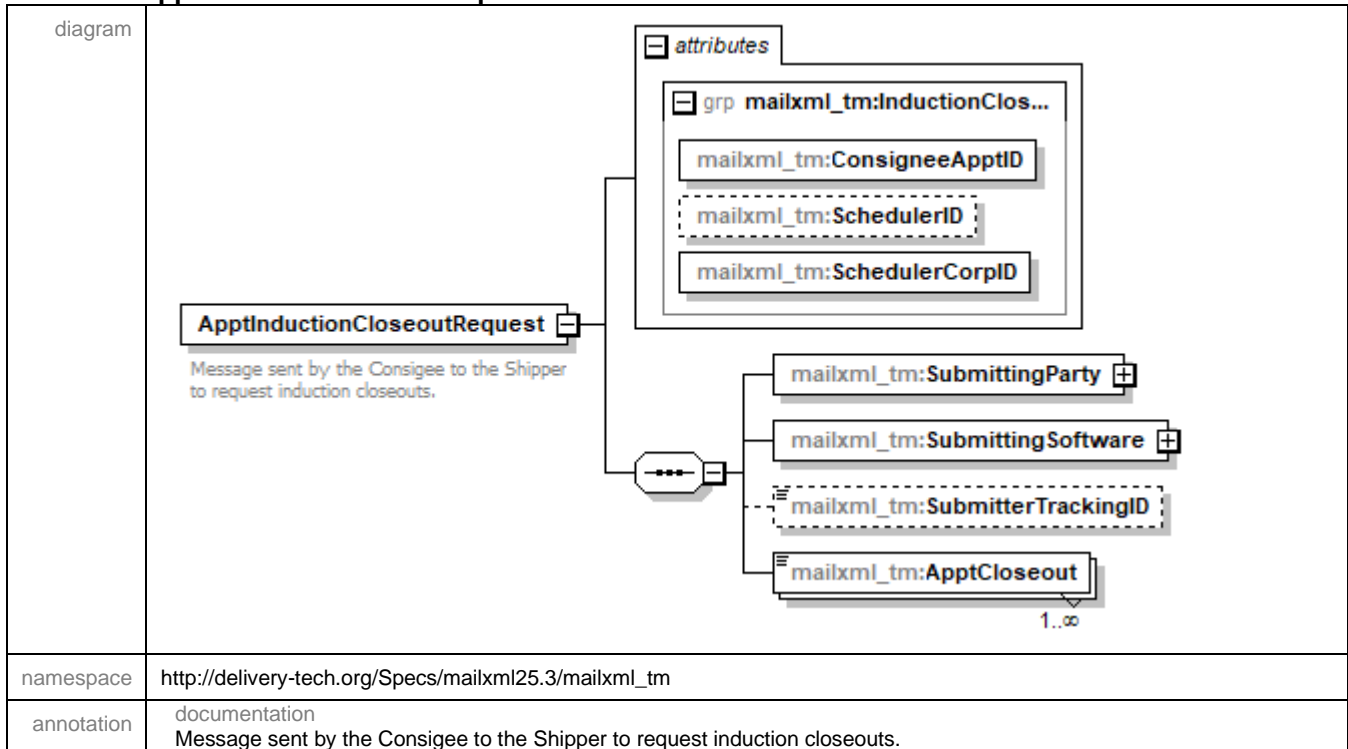 diagram
attributes
grp mailxml_tm:InductionClos...
mailxml_tm:ConsigneeApptID
mailxml_tm:SchedulerID
mailxml_tm:SchedulerCorpID
ApptInductionCloseoutRequest
Message sent by the Consigee to the Shipper
to request induction closeouts.
mailxml_tm:SubmittingParty
mailxml_tm:SubmittingSoftware
mailxml_tm:SubmitterTrackingID
mailxml_tm:ApptCloseout
1..∞
namespace http://delivery-tech.org/Specs/mailxml25.3/mailxml_tm
annotation documentation
Message sent by the Consigee to the Shipper to request induction closeouts.